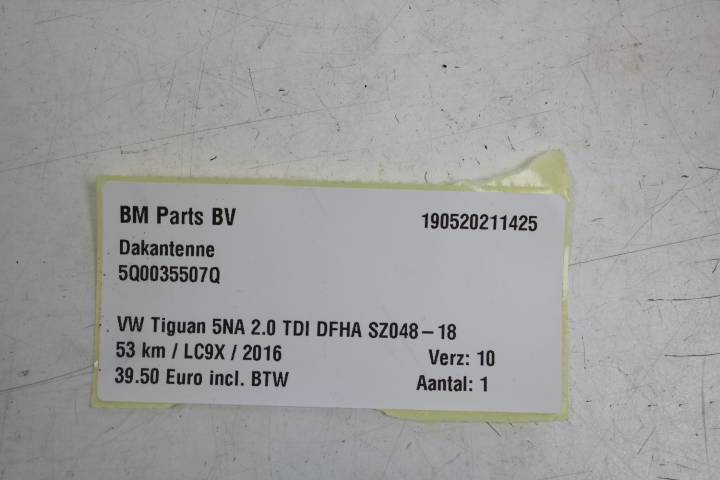 BM Parts BV 190520211425
Dakantenne
5Q0035507Q
VW Tiguan 5NA 2.0 TDI DFHA SZ048-18
53 km / LC9X / 2016 Verz: 10
39.50 Euro incl. BTW Aantal: 1